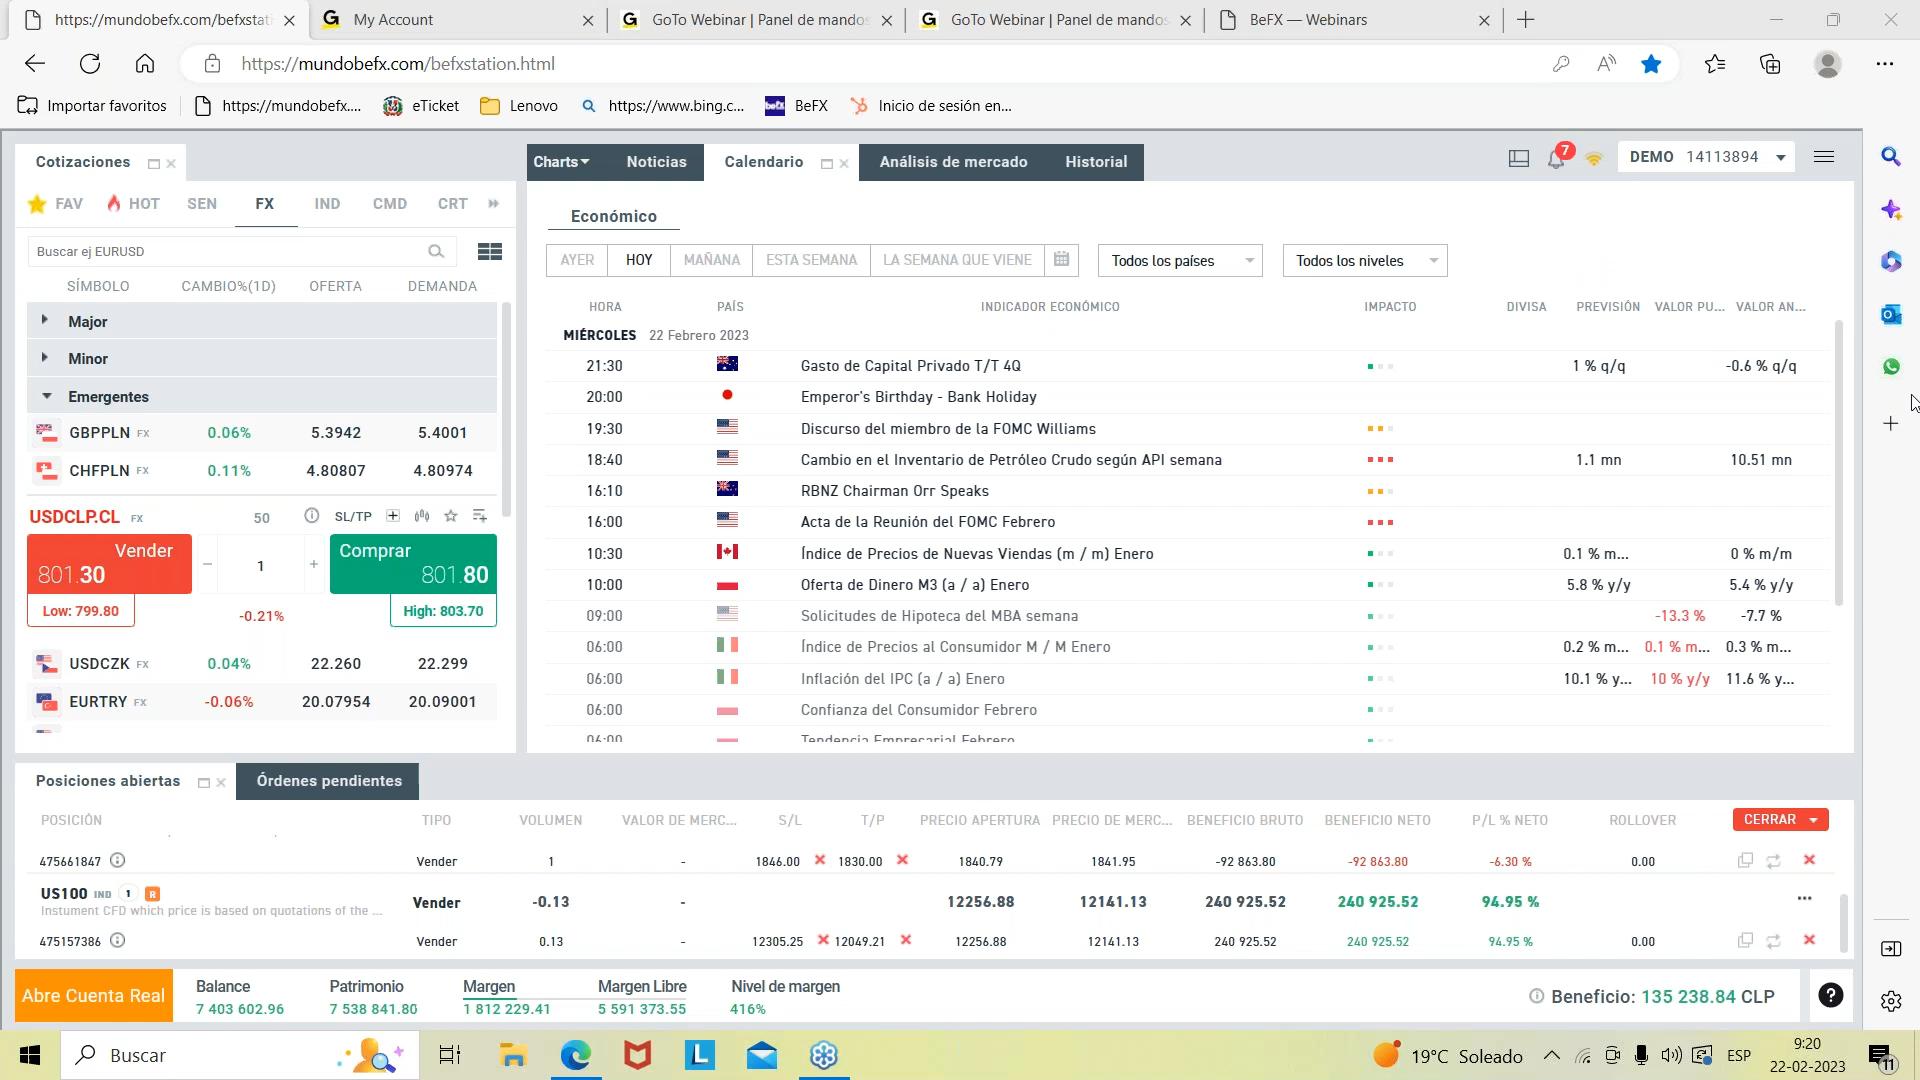 https://mundobefx.com/befxstati
My Account
GoTo Webinar | Panel de mandos
GoTo Webinar | Panel de mandos
BeFX — Webinars
https://mundobefx.com/befxstation.html
Importar favoritos
https://mundobefx....
eTicket
Lenovo
https://www.bing.c...
BeFX
Inicio de sesión en...
Cotizaciones
FAV HOT SEN FX IND CMD CRT
Buscar ej EURUSD
SÍMBOLO CAMBIO%(1D) OFERTA DEMANDA
Major
Minor
Emergentes
GBPPLN FX 0.06% 5.3942 5.4001
CHFPLN FX 0.11% 4.80807 4.80974
USDCLP.CL FX 50 SL/TP
Vender 801.30
1
Comprar 801.80
Low: 799.80 -0.21% High: 803.70
USDCZK FX 0.04% 22.260 22.299
EURTRY FX -0.06% 20.07954 20.09001
Charts Noticias Calendario Análisis de mercado Historial
7 DEMO 14113894
Económico
AYER HOY MAÑANA ESTA SEMANA LA SEMANA QUE VIENE Todos los países Todos los niveles
HORA PAÍS INDICADOR ECONÓMICO IMPACTO DIVISA PREVISIÓN VALOR PU... VALOR AN...
MIÉRCOLES 22 Febrero 2023
21:30 Gasto de Capital Privado T/T 4Q 1 % q/q -0.6 % q/q
20:00 Emperor's Birthday - Bank Holiday
19:30 Discurso del miembro de la FOMC Williams
18:40 Cambio en el Inventario de Petróleo Crudo según API semana 1.1 mn 10.51 mn
16:10 RBNZ Chairman Orr Speaks
16:00 Acta de la Reunión del FOMC Febrero
10:30 Índice de Precios de Nuevas Viendas (m / m) Enero 0.1 % m... 0 % m/m
10:00 Oferta de Dinero M3 (a / a) Enero 5.8 % y/y 5.4 % y/y
09:00 Solicitudes de Hipoteca del MBA semana -13.3 % -7.7 %
06:00 Índice de Precios al Consumidor M / M Enero 0.2 % m... 0.1 % m... 0.3 % m...
06:00 Inflación del IPC (a / a) Enero 10.1 % y... 10 % y/y 11.6 % y...
06:00 Confianza del Consumidor Febrero
06:00 Tendencia Empresarial Febrero
Posiciones abiertas Órdenes pendientes
POSICIÓN TIPO VOLUMEN VALOR DE MERC... S/L T/P PRECIO APERTURA PRECIO DE MERC... BENEFICIO BRUTO BENEFICIO NETO P/L % NETO ROLLOVER CERRAR
475661847 Vender 1 - 1846.00 1830.00 1840.79 1841.95 -92 863.80 -92 863.80 -6.30 % 0.00
US100 IND 1 R Vender -0.13 - 12256.88 12141.13 240 925.52 240 925.52 94.95 %
Instument CFD which price is based on quotations of the ...
475157386 Vender 0.13 - 12305.25 12049.21 12256.88 12141.13 240 925.52 240 925.52 94.95 % 0.00
Abre Cuenta Real
Balance Patrimonio Margen Margen Libre Nivel de margen
7 403 602.96 7 538 841.80 1 812 229.41 5 591 373.55 416%
Beneficio: 135 238.84 CLP
Buscar
19°C Soleado
ESP
9:20
22-02-2023
11